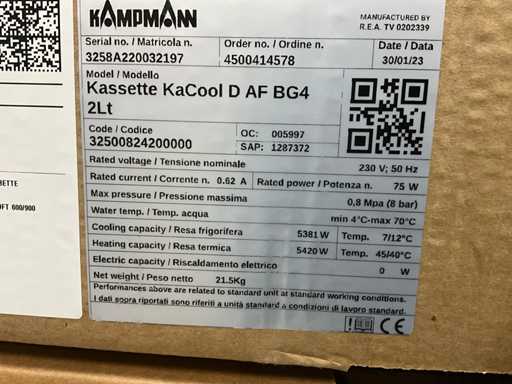 KAMPMANN
MANUFACTURED BY
R.E.A. TV 0202339
Serial no. / Matricola n.
3258A220032197
Order no. / Ordine n.
4500414578
Date / Data
30/01/23
Model / Modello
Kassette KaCool D AF BG4
2Lt
Code / Codice
32500824200000
OC: 005997
SAP: 1287372
Rated voltage / Tensione nominale 230 V; 50 Hz
Rated current / Corrente n. 0.62 A Rated power / Potenza n. 75 W
Max pressure / Pressione massima 0,8 Mpa (8 bar)
Water temp. / Temp. acqua min 4°C-max 70°C
Cooling capacity / Resa frigorifera 5381 W Temp. 7/12°C
Heating capacity / Resa termica 5420 W Temp. 45/40°C
Electric capacity / Riscaldamento elettrico 0 W
Net weight / Peso netto 21.5Kg
Performances above are related to standard unit at standard working conditions.
I dati sopra riportati sono riferiti a unità standard a condizioni di lavoro standard.
CE
OFT 600/900